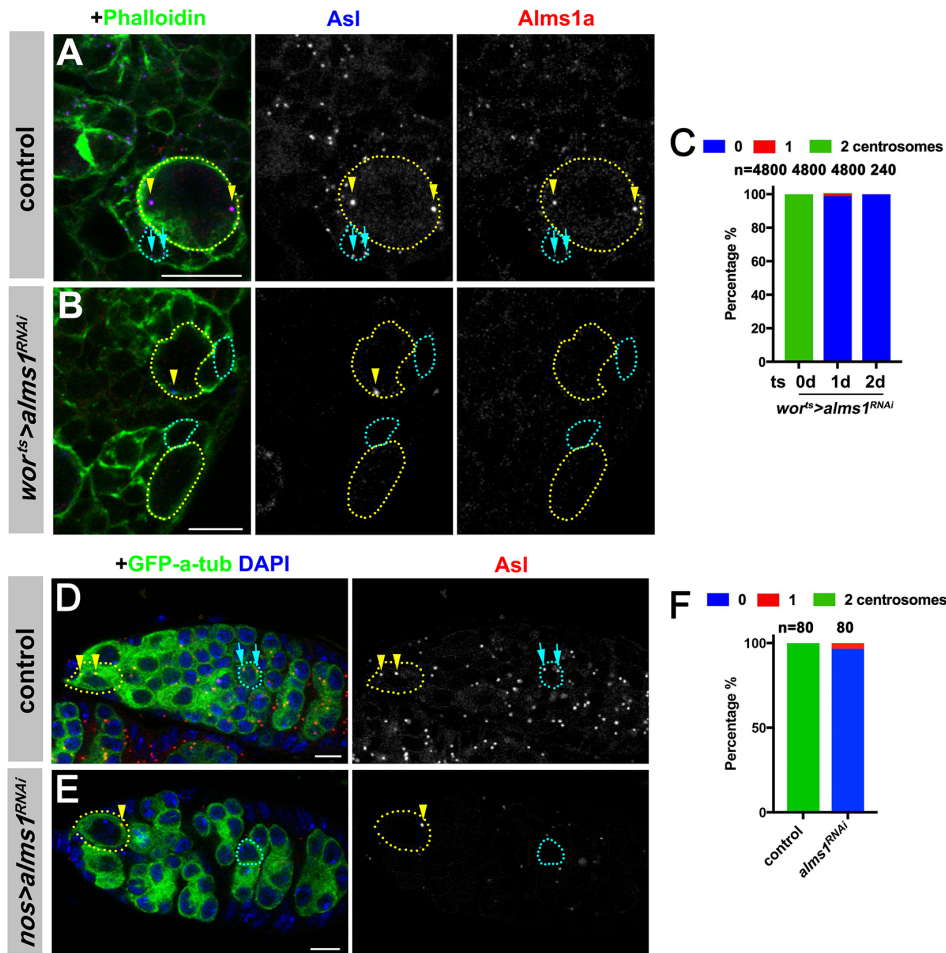 +Phalloidin Asl Alms1a
A
control
B
wor^ts>alms1^RNAi
C
0 1 2 centrosomes
n=4800 4800 4800 240
100
80
60
40
20
0
Percentage %
ts 0d 1d 2d
wor^ts>alms1^RNAi
+GFP-a-tub DAPI Asl
D
control
E
nos>alms1^RNAi
F
0 1 2 centrosomes
n=80 80
100
50
0
Percentage %
control
alms1^RNAi